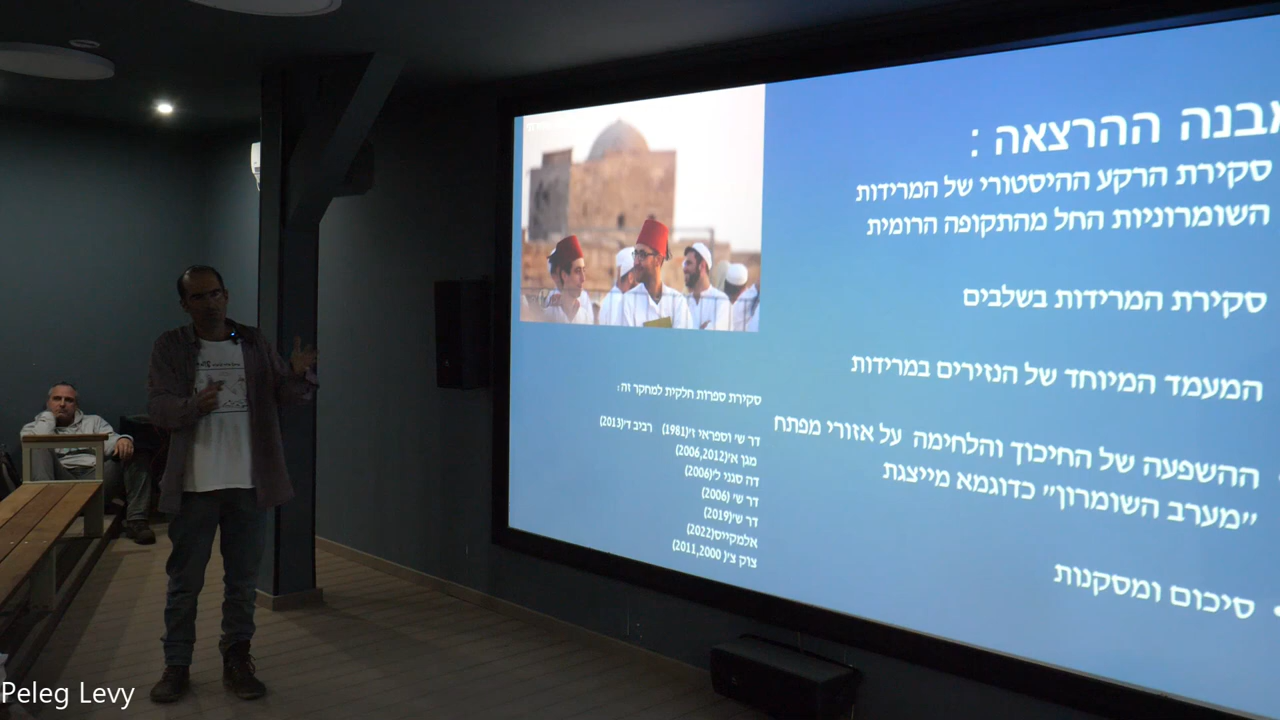 מבנה ההרצאה :
סקירת הרקע ההיסטורי של המרידות
השומרוניות החל מהתקופה הרומית
סקירת המרידות בשלבים
המעמד המיוחד של הנזירים במרידות
ההשפעה של החיכוך והלחימה על אזורי מפתח
"מערב השומרון" כדוגמא מייצגת
סיכום ומסקנות
סקירת ספרות חלקית למחקר זה:
דר ש' וספראי ז'(1981) רביב ד'(2013)
מגן א'(2006,2012)
דה סגני ל'(2006)
דר ש' (2006)
דר ש'(2019)
אלמקייס(2022)
צוק צ'( 2011,2000)
Peleg Levy